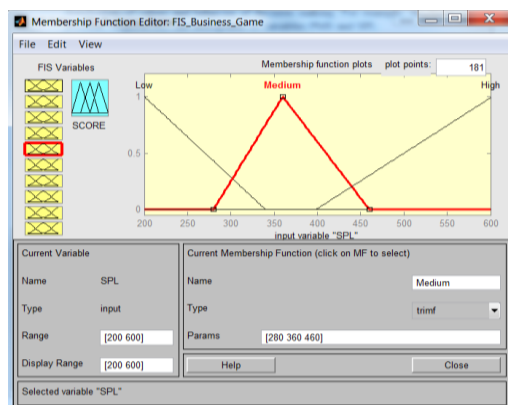 Membership Function Editor: FIS_Business_Game
File Edit View
FIS Variables
Membership function plots plot points: 181
SCORE
Low Medium High
1
0.5
0
200 250 300 350 400 450 500 550 600
input variable "SPL"
Current Variable
Name SPL
Type input
Range [200 600]
Display Range [200 600]
Current Membership Function (click on MF to select)
Name Medium
Type trimf
Params [280 360 460]
Help Close
Selected variable "SPL"